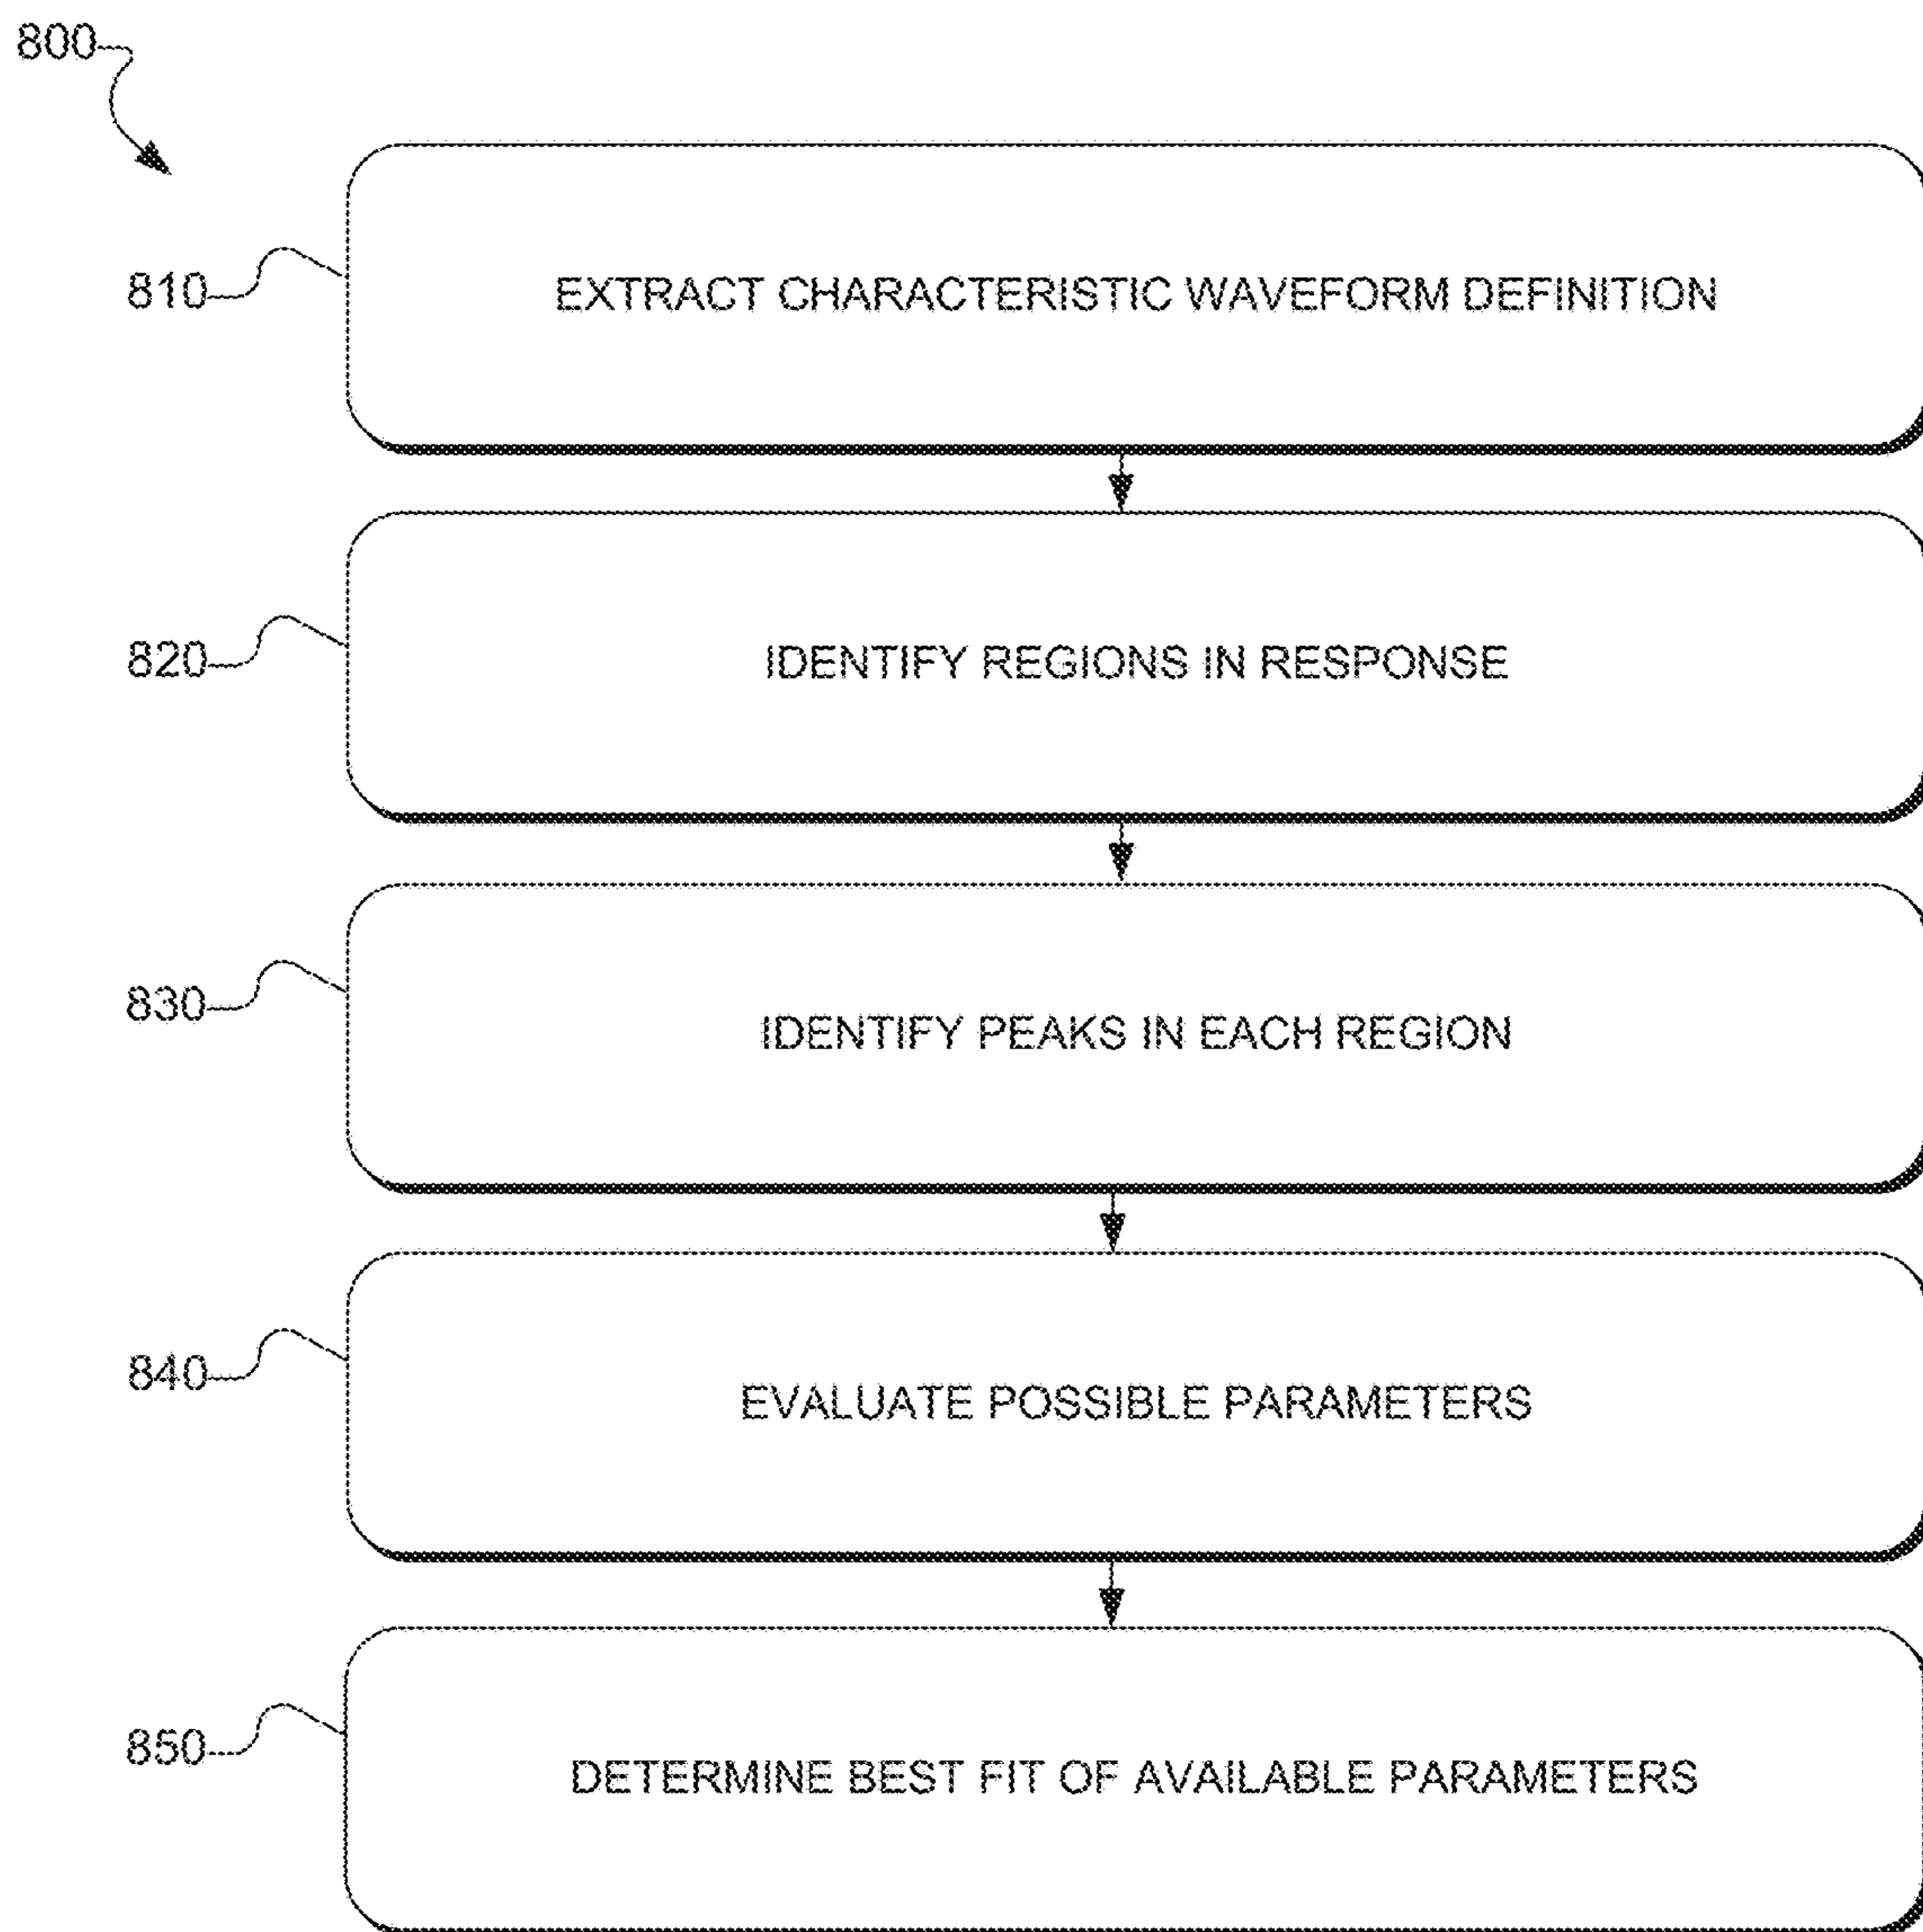 800
810
EXTRACT CHARACTERISTIC WAVEFORM DEFINITION
820
IDENTIFY REGIONS IN RESPONSE
830
IDENTIFY PEAKS IN EACH REGION
840
EVALUATE POSSIBLE PARAMETERS
850
DETERMINE BEST FIT OF AVAILABLE PARAMETERS